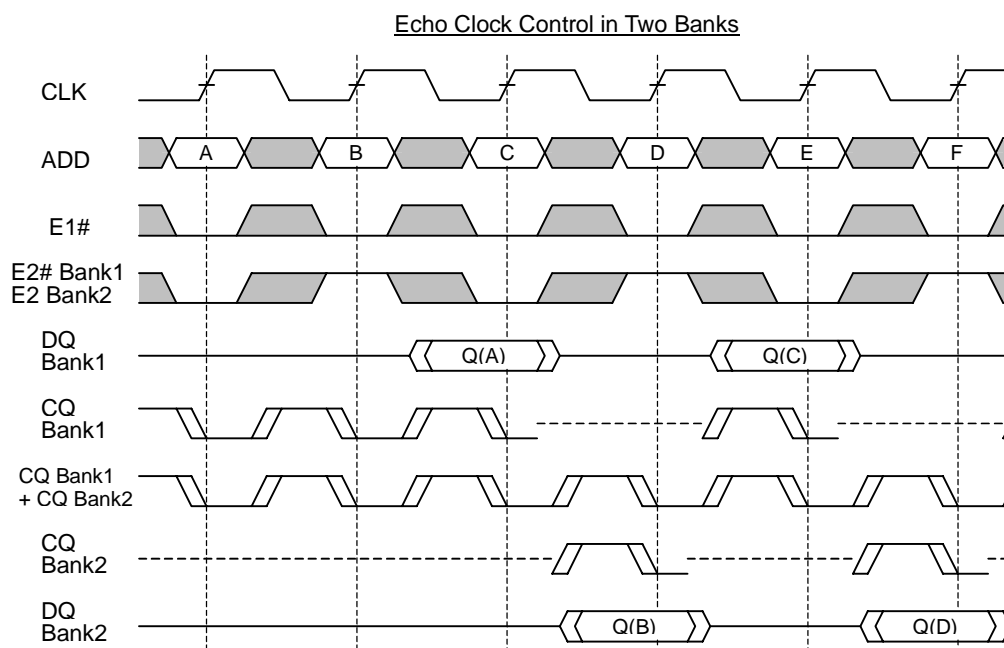 Echo Clock Control in Two Banks
CLK
ADD
A B C D E F
E1#
E2# Bank1
E2 Bank2
DQ
Bank1
Q(A) Q(C)
CQ
Bank1
CQ Bank1
+ CQ Bank2
CQ
Bank2
DQ
Bank2
Q(B) Q(D)